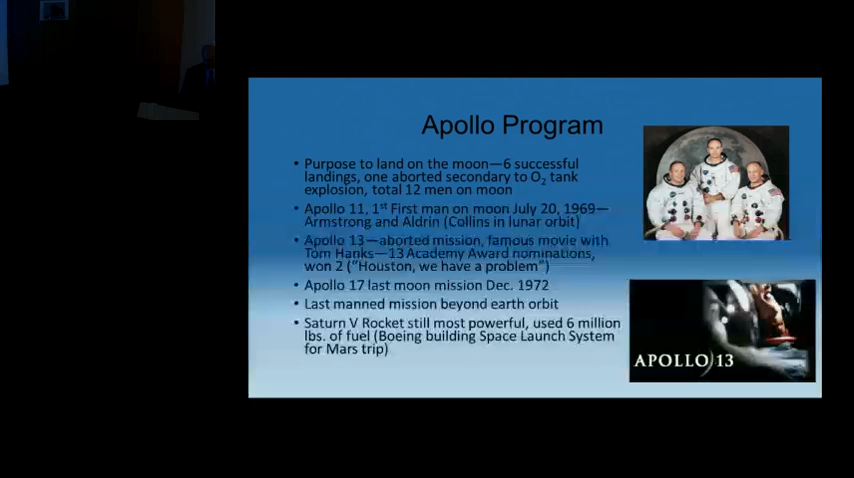 Apollo Program
• Purpose to land on the moon—6 successful
landings, one aborted secondary to O₂ tank
explosion, total 12 men on moon
• Apollo 11, 1st First man on moon July 20, 1969—
Armstrong and Aldrin (Collins in lunar orbit)
• Apollo 13—aborted mission, famous movie with
Tom Hanks—13 Academy Award nominations,
won 2 ("Houston, we have a problem")
• Apollo 17 last moon mission Dec. 1972
• Last manned mission beyond earth orbit
• Saturn V Rocket still most powerful, used 6 million
lbs. of fuel (Boeing building Space Launch System
for Mars trip)
APOLLO 13